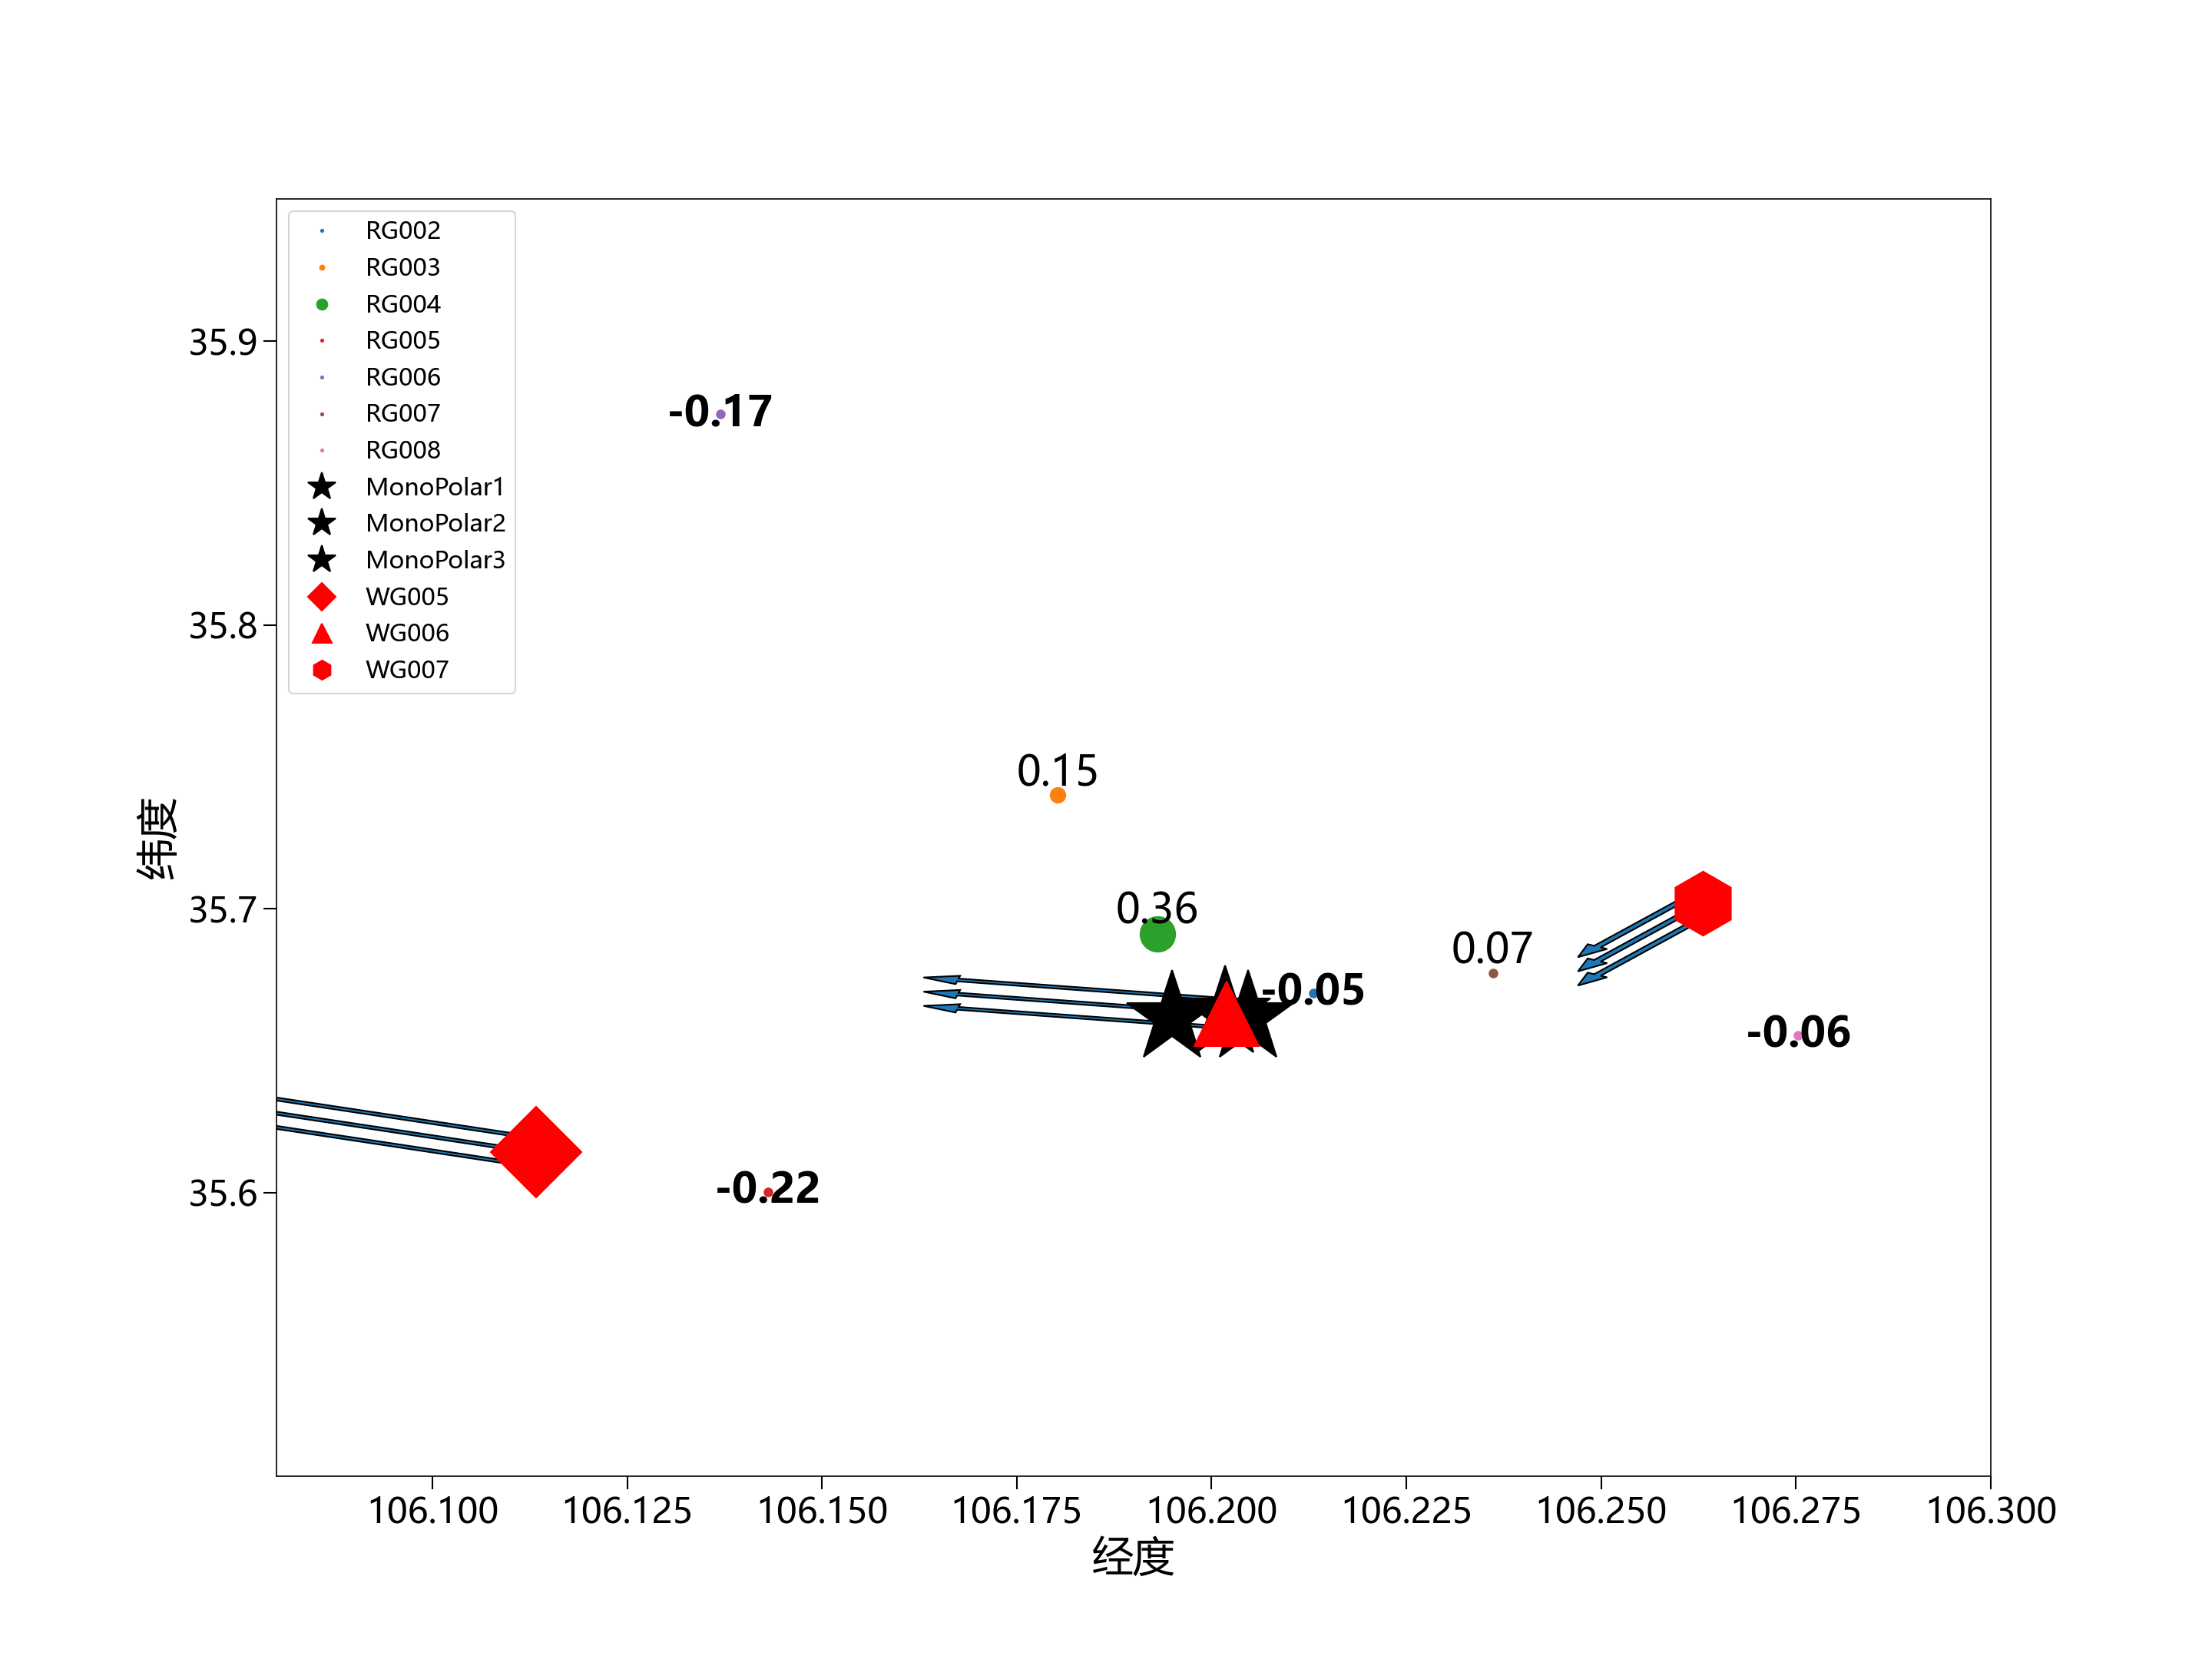 RG002
RG003
RG004
RG005
RG006
RG007
RG008
MonoPolar1
MonoPolar2
MonoPolar3
WG005
WG006
WG007
35.9
35.8
35.7
35.6
纬度
-0.17
0.15
0.36
0.07
-0.05
-0.06
-0.22
106.100
106.125
106.150
106.175
106.200
106.225
106.250
106.275
106.300
经度